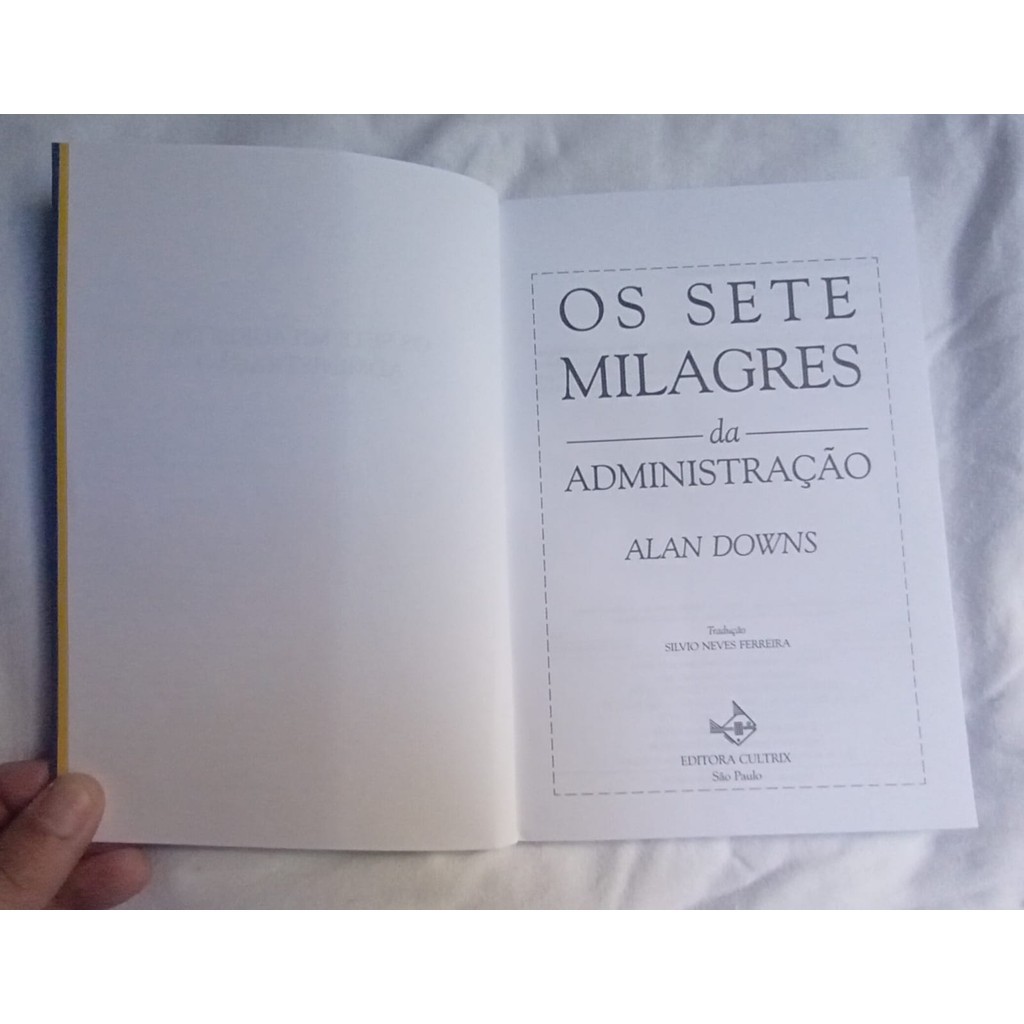 OS SETE
MILAGRES
da
ADMINISTRAÇÃO
ALAN DOWNS
Tradução
SILVIO NEVES FERREIRA
EDITORA CULTRIX
São Paulo